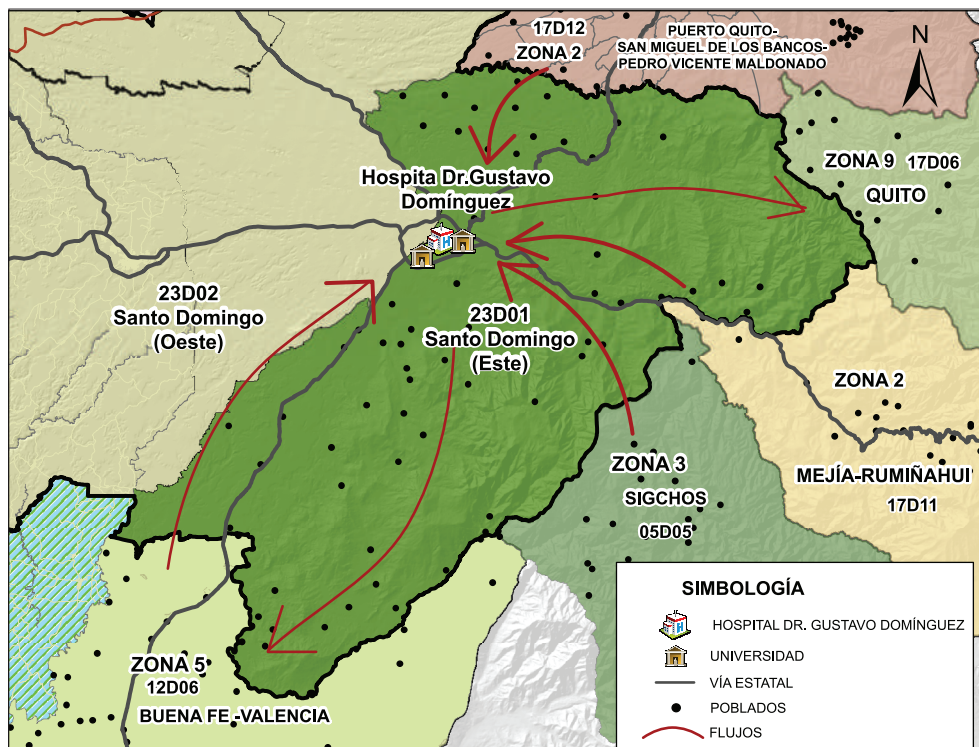 17D12
ZONA 2
PUERTO QUITO-
SAN MIGUEL DE LOS BANCOS-
PEDRO VICENTE MALDONADO
N
ZONA 9 17D06
QUITO
Hospita Dr.Gustavo
Domínguez
H
23D02
Santo Domingo
(Oeste)
23D01
Santo Domingo
(Este)
ZONA 2
MEJÍA-RUMIÑAHUI
17D11
ZONA 3
SIGCHOS
05D05
ZONA 5
12D06
BUENA FE -VALENCIA
SIMBOLOGÍA
H
HOSPITAL DR. GUSTAVO DOMÍNGUEZ
UNIVERSIDAD
VÍA ESTATAL
POBLADOS
FLUJOS